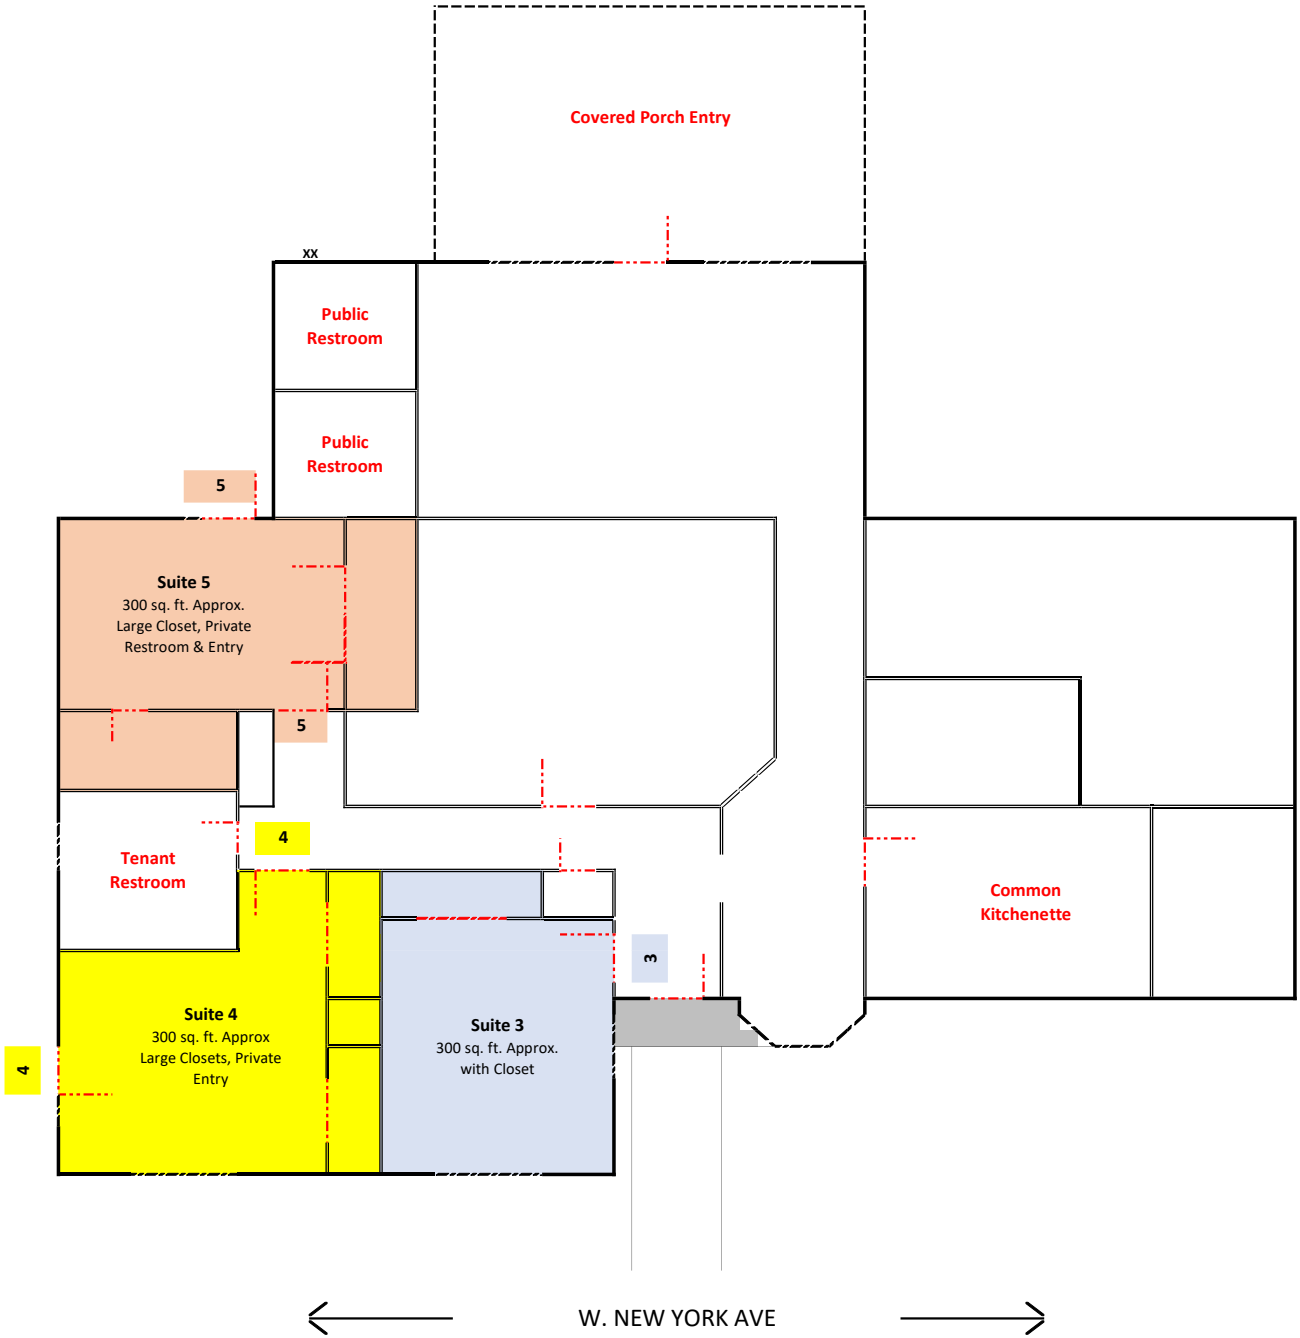 Covered Porch Entry
XX
Public
Restroom
Public
Restroom
5
Suite 5
300 sq. ft. Approx.
Large Closet, Private
Restroom & Entry
5
4
Tenant
Restroom
Common
Kitchenette
3
Suite 4
300 sq. ft. Approx
Large Closets, Private
Entry
Suite 3
300 sq. ft. Approx.
with Closet
4
W. NEW YORK AVE